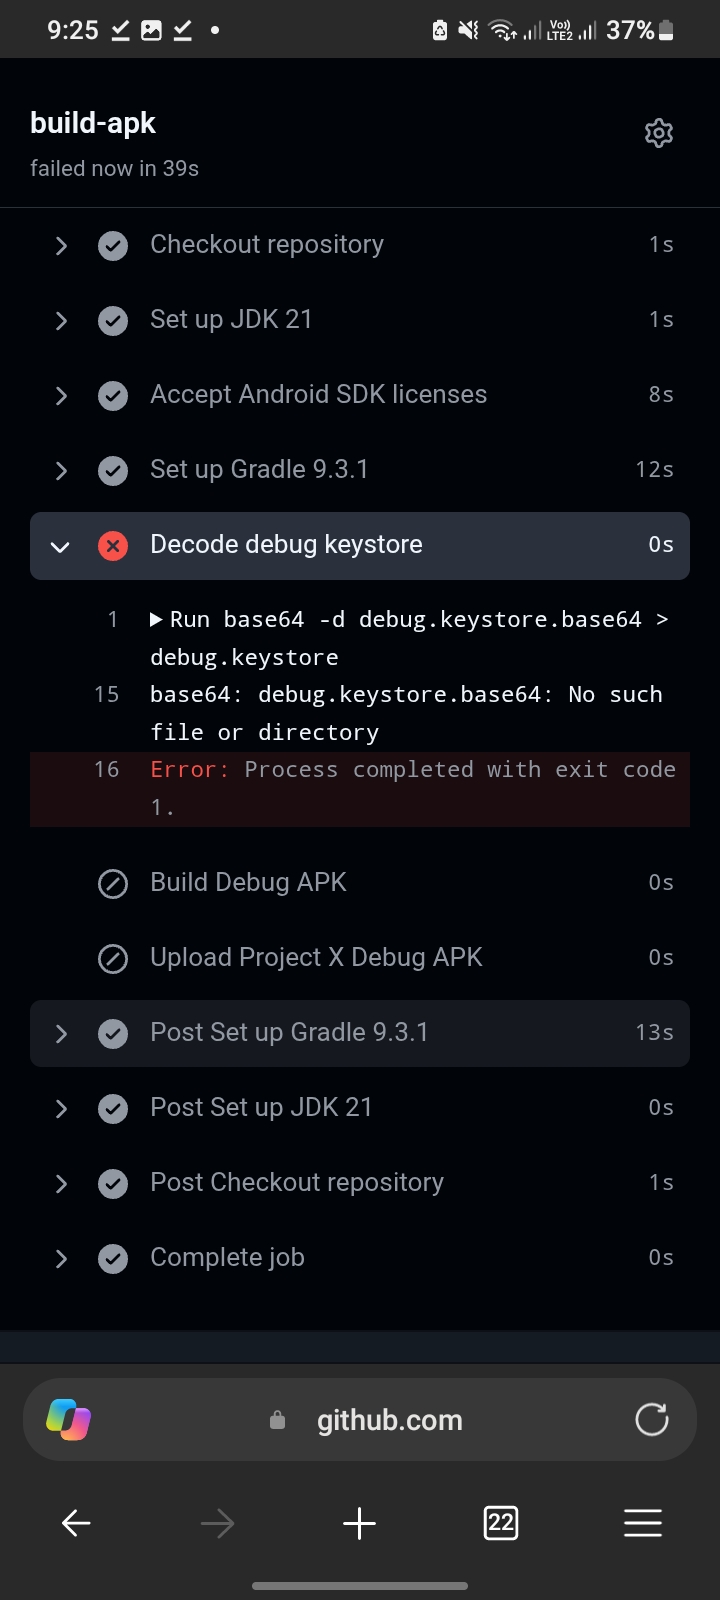 9:25
Vo))
LTE2
37%
build-apk
failed now in 39s
Checkout repository 1s
Set up JDK 21 1s
Accept Android SDK licenses 8s
Set up Gradle 9.3.1 12s
Decode debug keystore 0s
1 Run base64 -d debug.keystore.base64 >
debug.keystore
15 base64: debug.keystore.base64: No such
file or directory
16 Error: Process completed with exit code
1.
Build Debug APK 0s
Upload Project X Debug APK 0s
Post Set up Gradle 9.3.1 13s
Post Set up JDK 21 0s
Post Checkout repository 1s
Complete job 0s
github.com
22